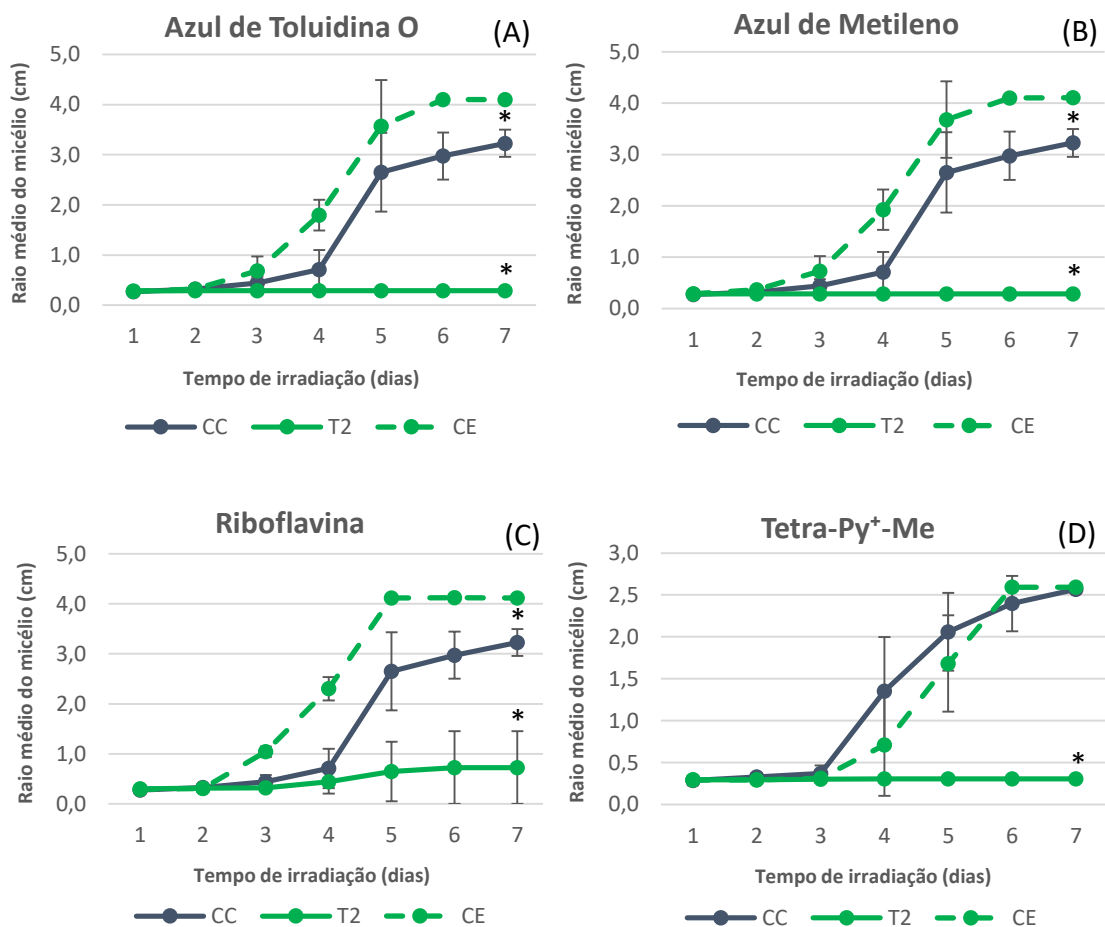 Azul de Toluidina O
(A)
Raio médio do micélio (cm)
5,0
4,0
3,0
2,0
1,0
0,0
*
*
1 2 3 4 5 6 7
Tempo de irradiação (dias)
CC T2 CE
Azul de Metileno
(B)
Raio médio do micélio (cm)
5,0
4,0
3,0
2,0
1,0
0,0
*
*
1 2 3 4 5 6 7
Tempo de irradiação (dias)
CC T2 CE
Riboflavina
(C)
Raio médio do micélio (cm)
5,0
4,0
3,0
2,0
1,0
0,0
*
*
1 2 3 4 5 6 7
Tempo de irradiação (dias)
CC T2 CE
Tetra-Py⁺-Me
(D)
Raio médio do micélio (cm)
3,0
2,5
2,0
1,5
1,0
0,5
0,0
*
1 2 3 4 5 6 7
Tempo de irradiação (dias)
CC T2 CE